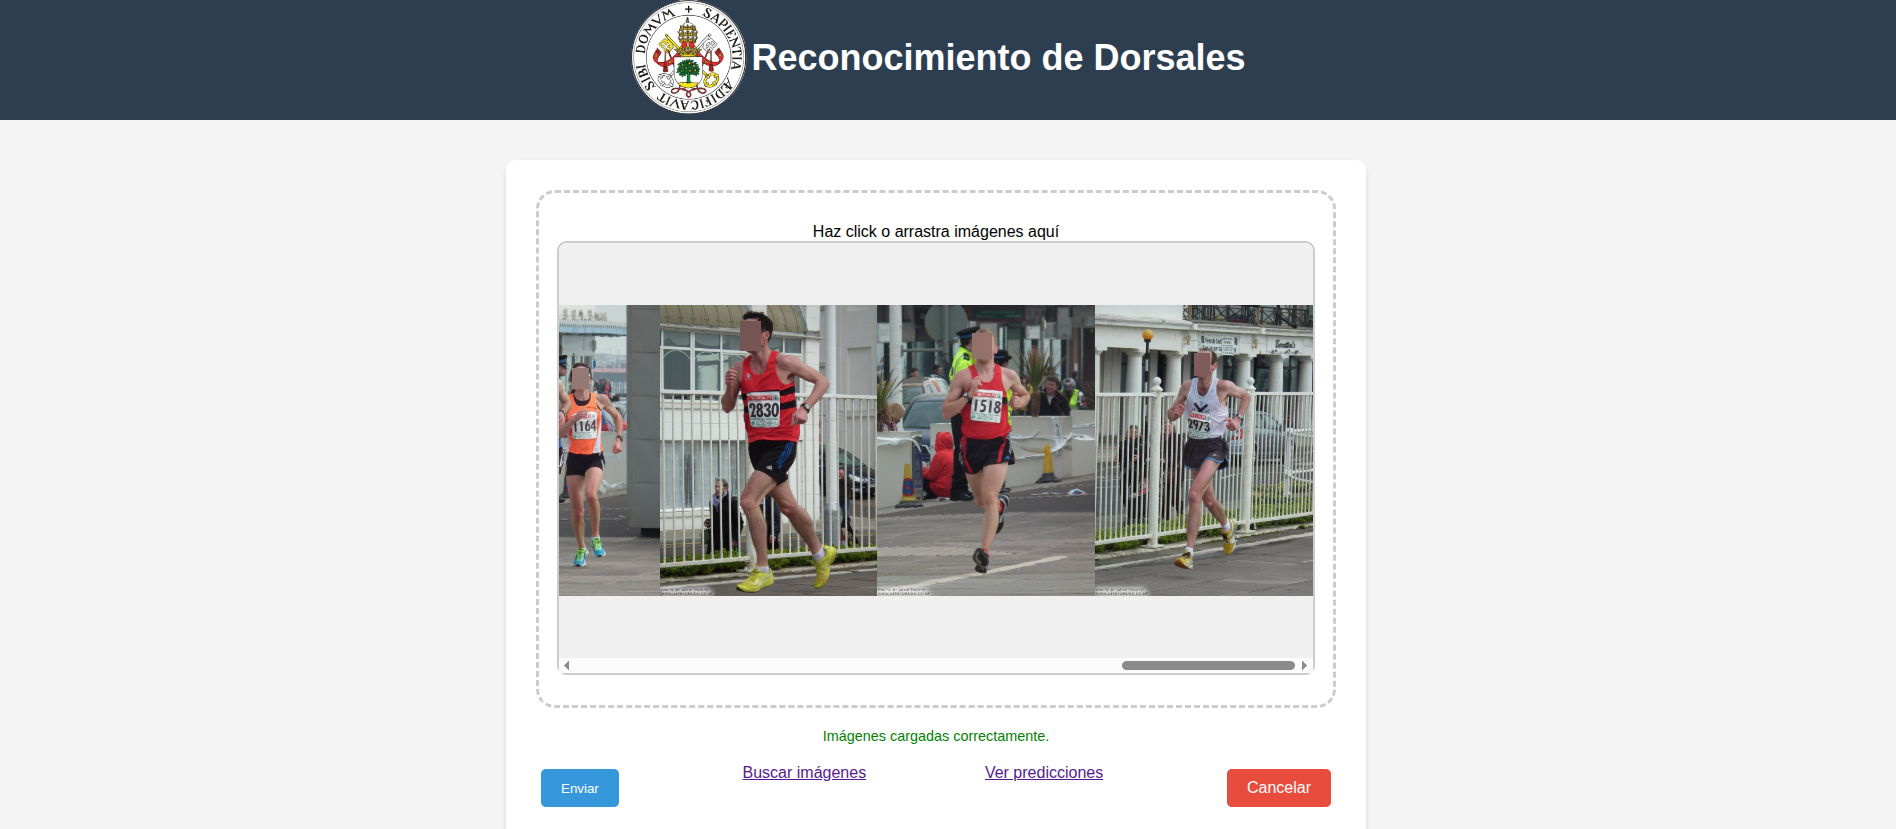 SIBI DOMVM + SAPIENTIA ÆDIFICAVIT
Reconocimiento de Dorsales
Haz click o arrastra imágenes aquí
1164
2830
1518
2973
Imágenes cargadas correctamente.
Enviar
Buscar imágenes
Ver predicciones
Cancelar